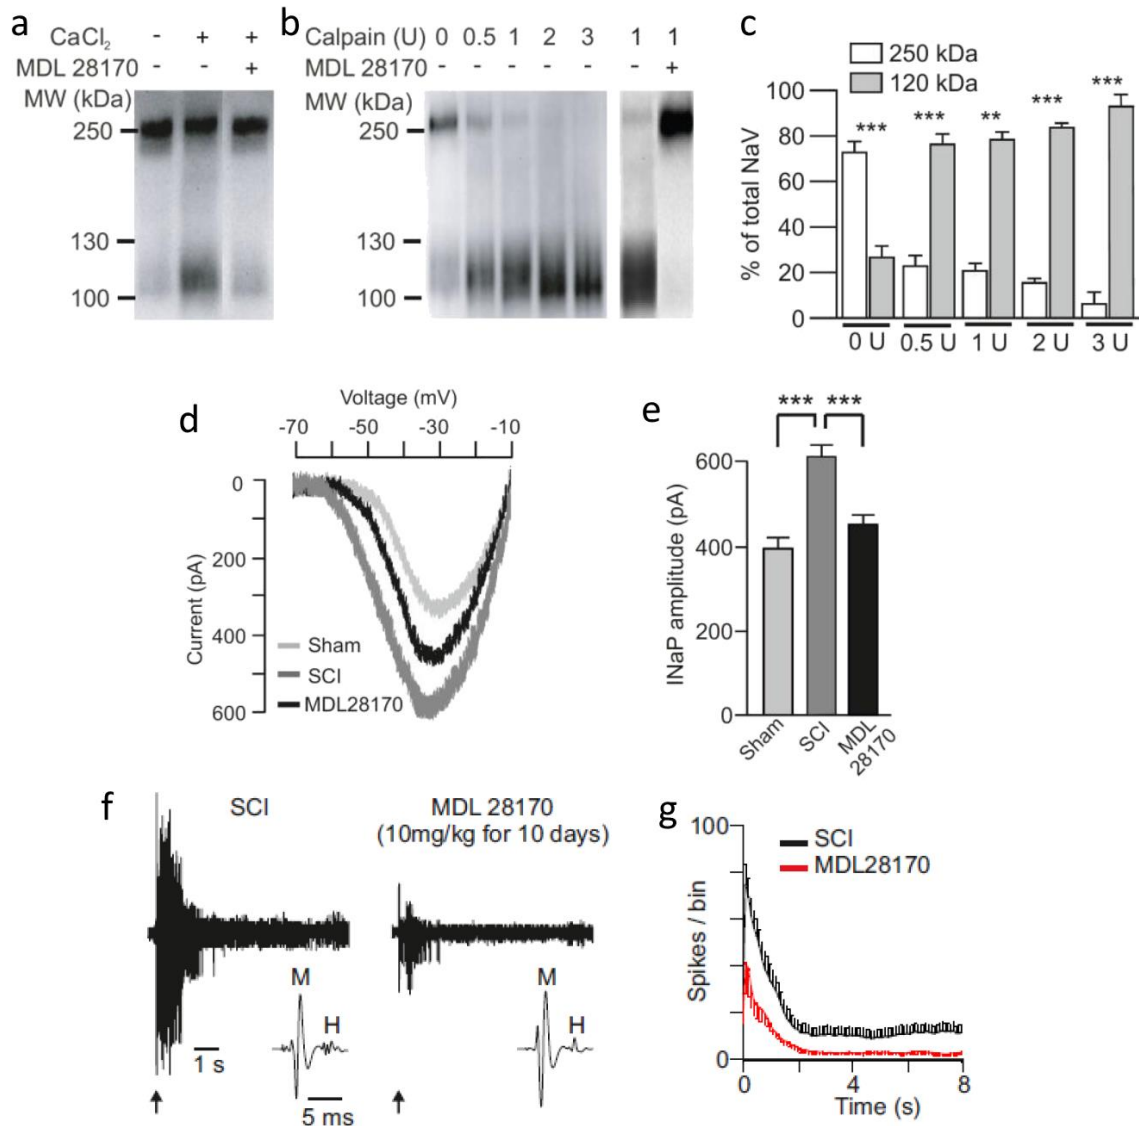 a
CaCl2 - + +
MDL 28170 - - +
MW (kDa)
250
130
100
b
Calpain (U) 0 0.5 1 2 3 1 1
MDL 28170 - - - - - - +
MW (kDa)
250
130
100
c
250 kDa
120 kDa
% of total NaV
100
80
60
40
20
0
*** *** ** *** ***
0 U 0.5 U 1 U 2 U 3 U
d
Voltage (mV)
-70 -50 -30 -10
Current (pA)
0
200
400
600
Sham
SCI
MDL28170
e
*** ***
INaP amplitude (pA)
600
400
200
0
Sham
SCI
MDL
28170
f
SCI
MDL 28170
(10mg/kg for 10 days)
M
H
M
H
1 s
5 ms
g
SCI
MDL28170
Spikes / bin
100
0
0 4 8
Time (s)